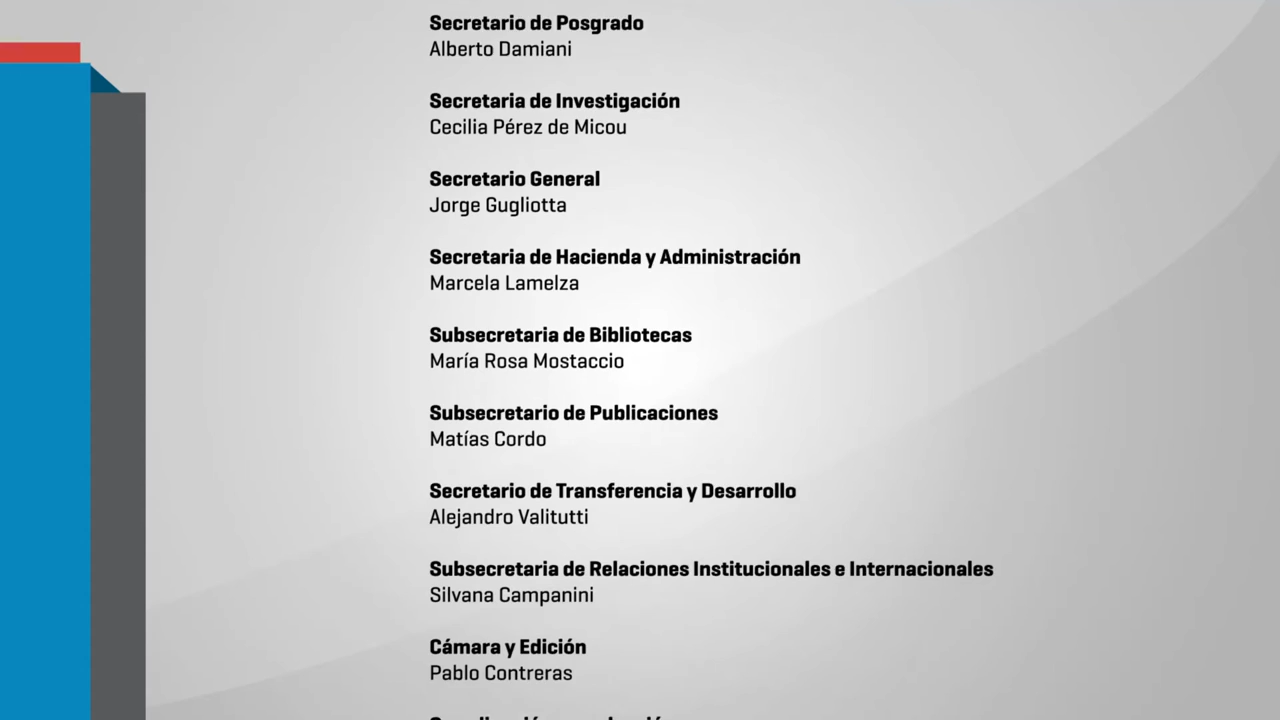 Secretario de Posgrado
Alberto Damiani
Secretaria de Investigación
Cecilia Pérez de Micou
Secretario General
Jorge Gugliotta
Secretaria de Hacienda y Administración
Marcela Lamelza
Subsecretaria de Bibliotecas
María Rosa Mostaccio
Subsecretario de Publicaciones
Matías Cordo
Secretario de Transferencia y Desarrollo
Alejandro Valitutti
Subsecretaria de Relaciones Institucionales e Internacionales
Silvana Campanini
Cámara y Edición
Pablo Contreras